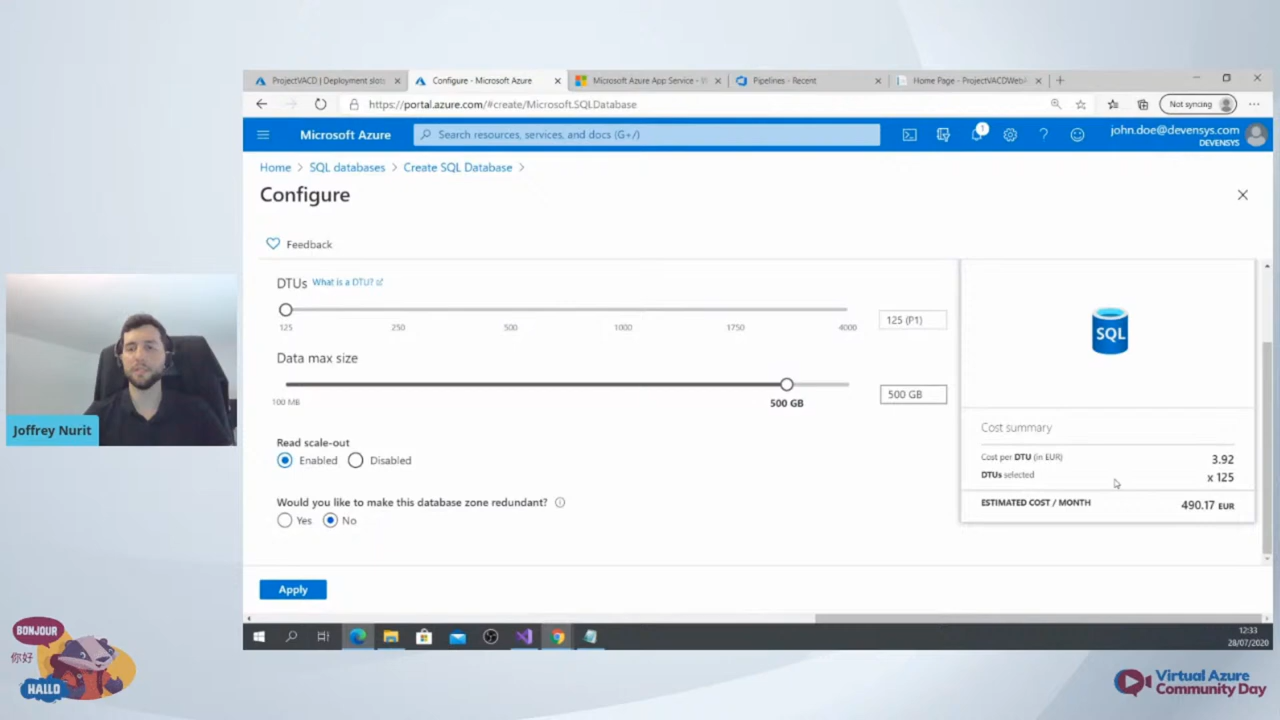 ProjectVACD | Deployment slots
Configure - Microsoft Azure
Microsoft Azure App Service - W
Pipelines - Recent
Home Page - ProjectVACDWebA
https://portal.azure.com/#create/Microsoft.SQLDatabase
Not syncing
Microsoft Azure
Search resources, services, and docs (G+/)
1
john.doe@devensys.com
DEVENSYS
Home > SQL databases > Create SQL Database >
Configure
Feedback
DTUs What is a DTU?
125 250 500 1000 1750 4000
125 (P1)
Data max size
100 MB
500 GB
500 GB
Read scale-out
Enabled Disabled
Would you like to make this database zone redundant?
Yes No
Apply
SQL
Cost summary
Cost per DTU (in EUR) 3.92
DTUs selected x 125
ESTIMATED COST / MONTH 490.17 EUR
12:33
28/07/2020
Joffrey Nurit
BONJOUR
你好
HALLO
Virtual Azure
Community Day